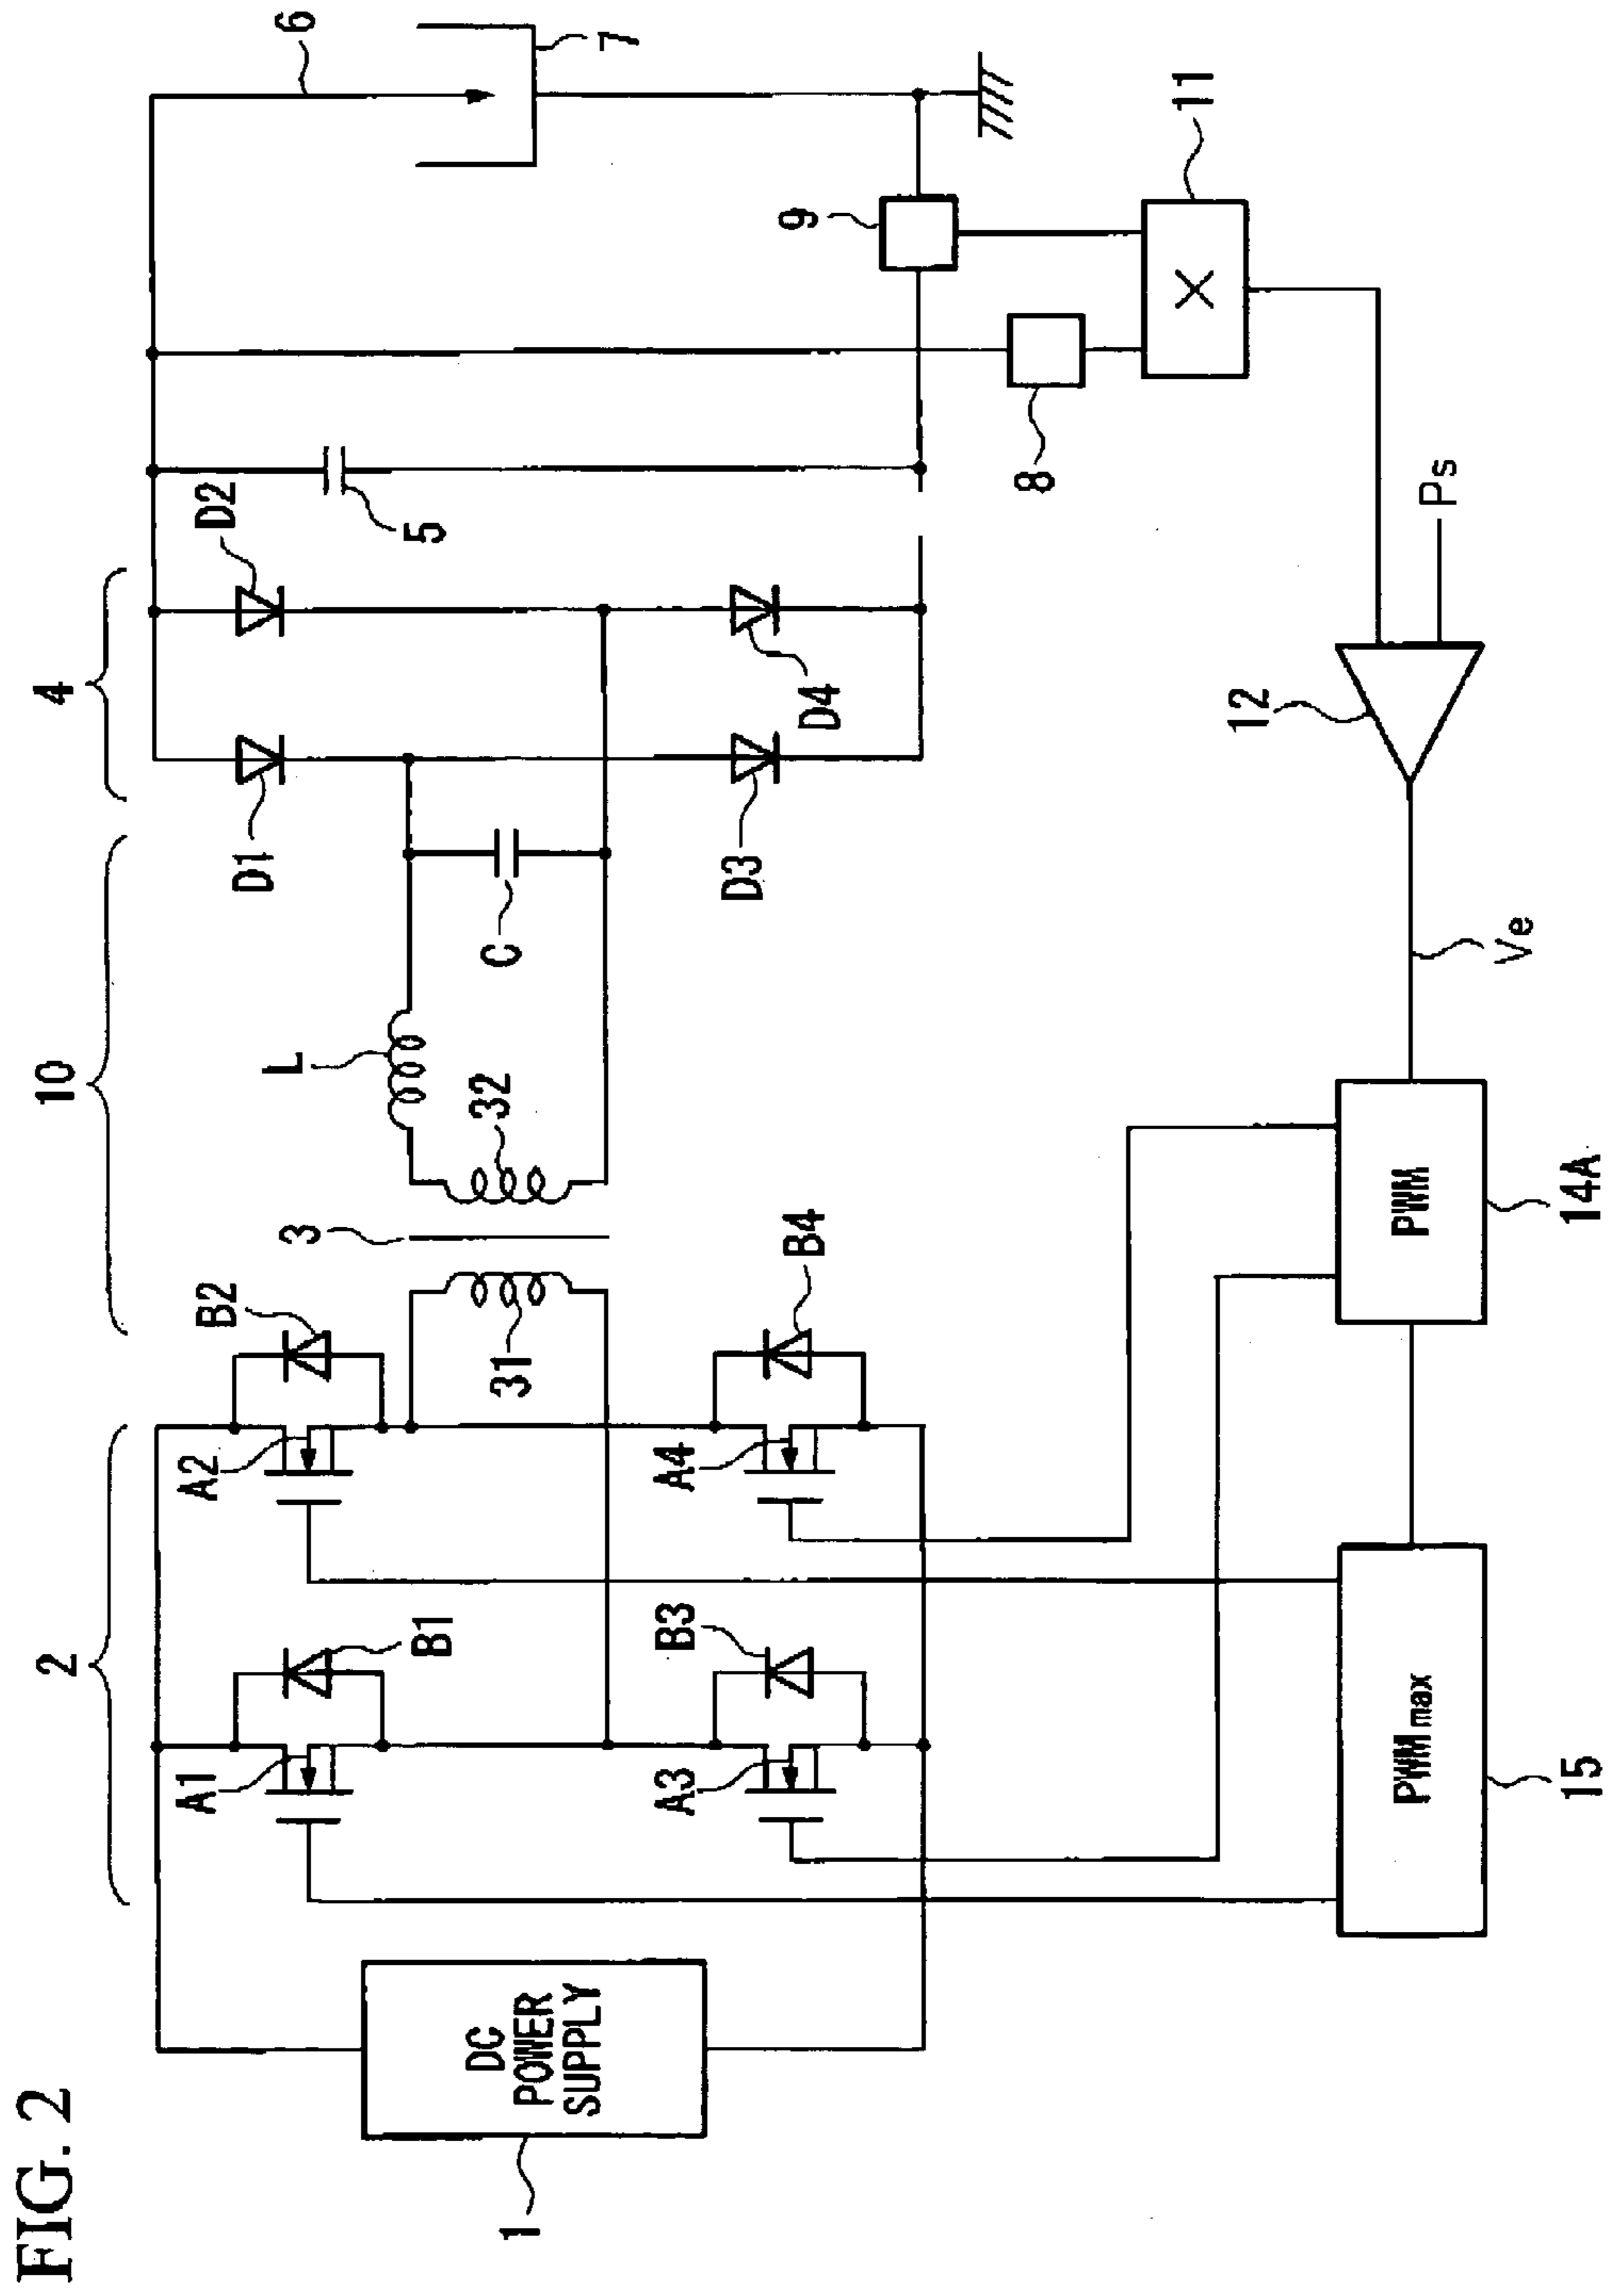 FIG. 2
2
10
4
6
A1
B1
A2
B2
3
L
D1
D2
31
32
C
5
7
1
DC
POWER
SUPPLY
A3
B3
A4
B4
D3
D4
9
8
X
11
12
Ps
Ve
PWMmax
15
PWM
14A